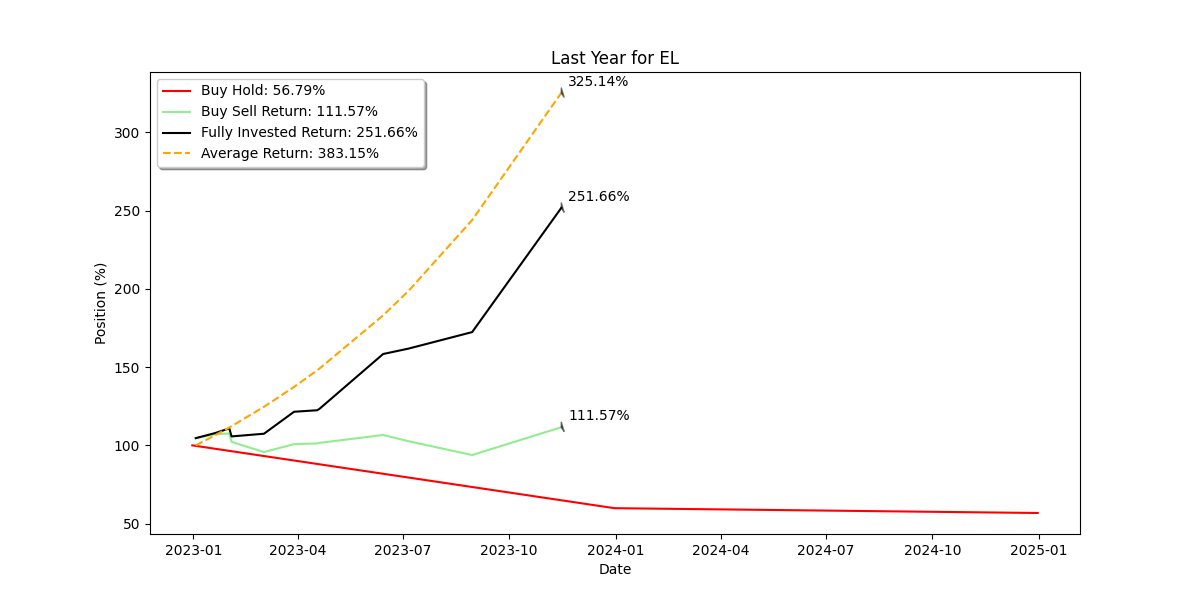 Last Year for EL
Buy Hold: 56.79%
Buy Sell Return: 111.57%
Fully Invested Return: 251.66%
Average Return: 383.15%
325.14%
251.66%
111.57%
Position (%)
300
250
200
150
100
50
2023-01
2023-04
2023-07
2023-10
2024-01
2024-04
2024-07
2024-10
2025-01
Date